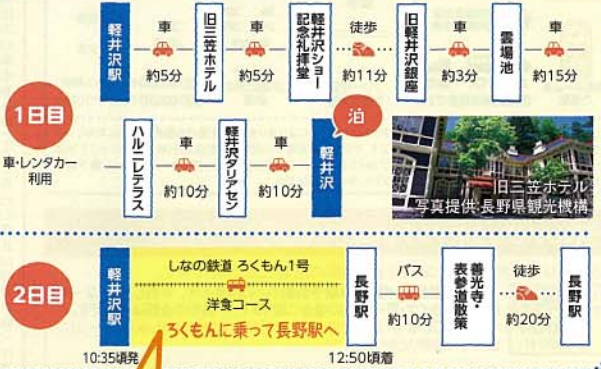 1日目
車・レンタカー
利用
軽井沢駅
車
約5分
旧三笠ホテル
車
約5分
軽井沢ショー
記念礼拝堂
徒歩
約11分
旧軽井沢銀座
車
約3分
雲場池
車
約15分
ハルニレテラス
車
約10分
軽井沢タリアセン
車
約10分
軽井沢
泊
旧三笠ホテル
写真提供:長野県観光機構
2日目
軽井沢駅
10:35頃発
しなの鉄道 ろくもん1号
洋食コース
ろくもんに乗って長野駅へ
長野駅
12:50頃着
バス
約10分
善光寺・
表参道散策
徒歩
約20分
長野駅